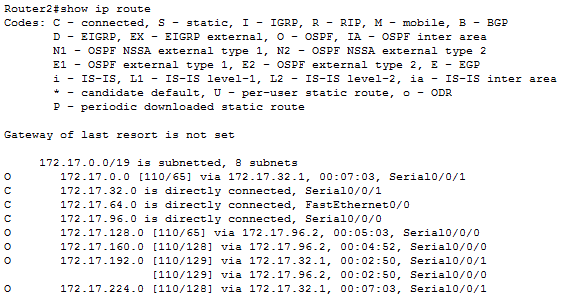 Router2#show ip route
Codes: C - connected, S - static, I - IGRP, R - RIP, M - mobile, B - BGP
       D - EIGRP, EX - EIGRP external, O - OSPF, IA - OSPF inter area
       N1 - OSPF NSSA external type 1, N2 - OSPF NSSA external type 2
       E1 - OSPF external type 1, E2 - OSPF external type 2, E - EGP
       i - IS-IS, L1 - IS-IS level-1, L2 - IS-IS level-2, ia - IS-IS inter area
       * - candidate default, U - per-user static route, o - ODR
       P - periodic downloaded static route
Gateway of last resort is not set
     172.17.0.0/19 is subnetted, 8 subnets
O       172.17.0.0 [110/65] via 172.17.32.1, 00:07:03, Serial0/0/1
C       172.17.32.0 is directly connected, Serial0/0/1
C       172.17.64.0 is directly connected, FastEthernet0/0
C       172.17.96.0 is directly connected, Serial0/0/0
O       172.17.128.0 [110/65] via 172.17.96.2, 00:05:03, Serial0/0/0
O       172.17.160.0 [110/128] via 172.17.96.2, 00:04:52, Serial0/0/0
O       172.17.192.0 [110/129] via 172.17.32.1, 00:02:50, Serial0/0/1
                     [110/129] via 172.17.96.2, 00:02:50, Serial0/0/0
O       172.17.224.0 [110/128] via 172.17.32.1, 00:07:03, Serial0/0/1